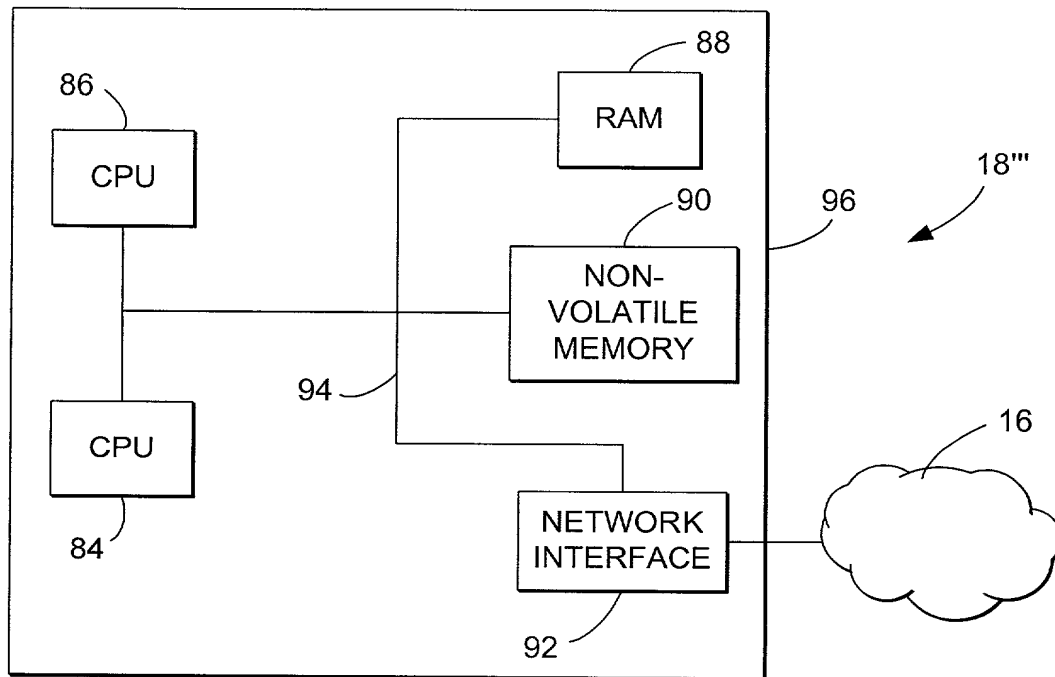 88
86
RAM
CPU
18'''
90
96
NON-
VOLATILE
MEMORY
94
16
CPU
NETWORK
INTERFACE
84
92